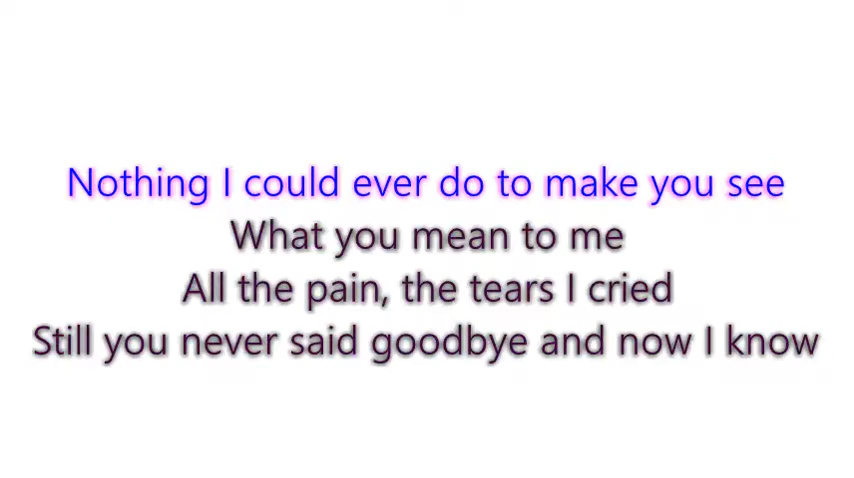 Nothing I could ever do to make you see
What you mean to me
All the pain, the tears I cried
Still you never said goodbye and now I know